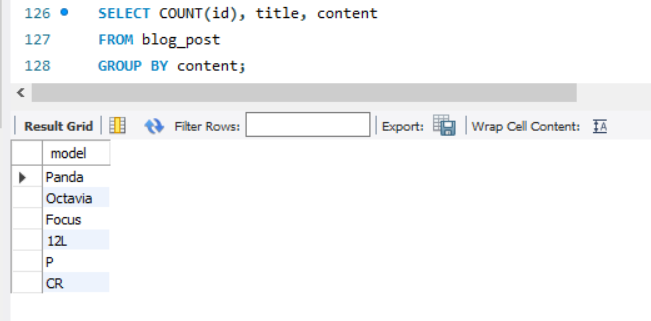 126 SELECT COUNT(id), title, content
127 FROM blog_post
128 GROUP BY content;
Result Grid Filter Rows: Export: Wrap Cell Content: IA
model
Panda
Octavia
Focus
12L
P
CR